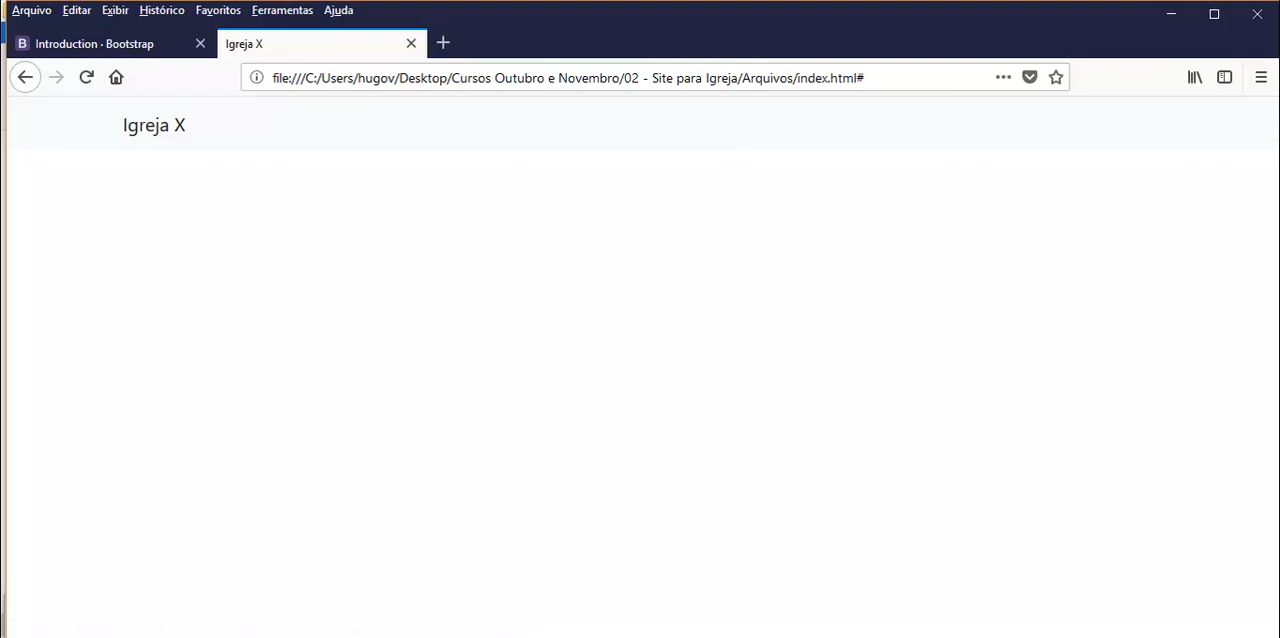 Arquivo Editar Exibir Histórico Favoritos Ferramentas Ajuda
B Introduction · Bootstrap Igreja X
file:///C:/Users/hugov/Desktop/Cursos Outubro e Novembro/02 - Site para Igreja/Arquivos/index.html#
Igreja X